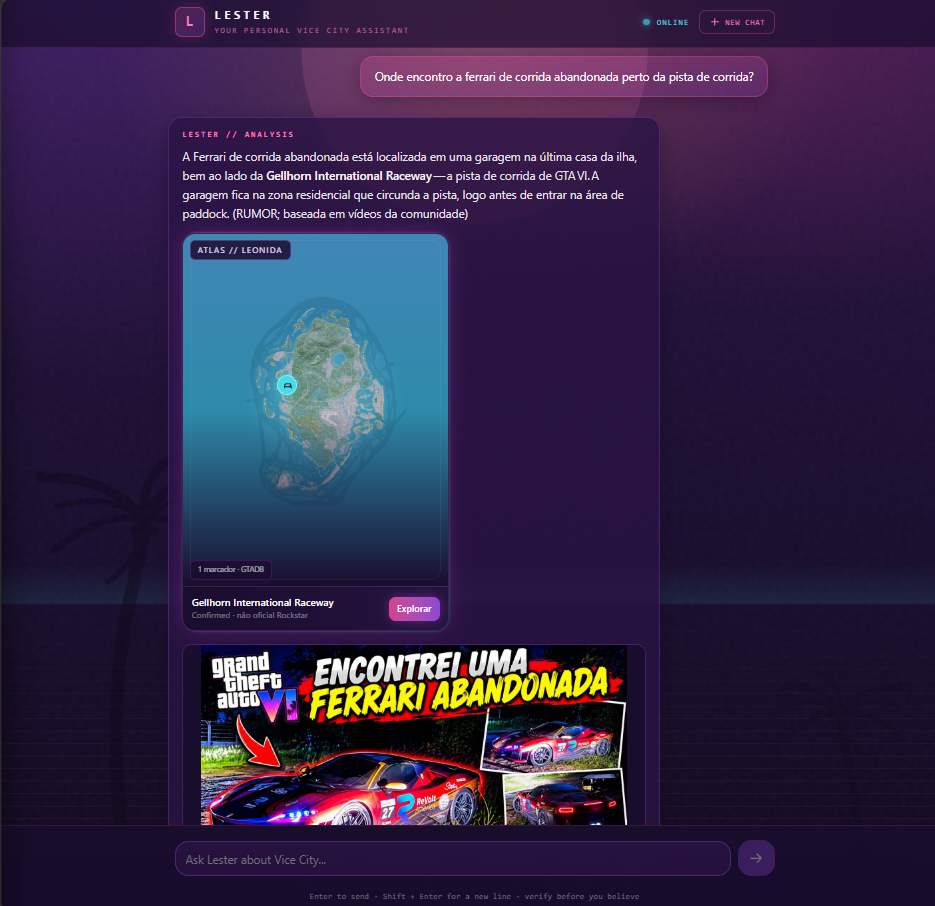 L
LESTER
YOUR PERSONAL VICE CITY ASSISTANT
ONLINE
+ NEW CHAT
Onde encontro a ferrari de corrida abandonada perto da pista de corrida?
LESTER // ANALYSIS
A Ferrari de corrida abandonada está localizada em uma garagem na última casa da ilha,
bem ao lado da Gellhorn International Raceway—a pista de corrida de GTA VI. A
garagem fica na zona residencial que circunda a pista, logo antes de entrar na área de
paddock. (RUMOR; baseada em vídeos da comunidade)
ATLAS // LEONIDA
1 marcador · GTADB
Gellhorn International Raceway
Confirmed · não oficial Rockstar
Explorar
grand
theft
auto
VI
ENCONTREI UMA
FERRARI ABANDONADA
27
ReVolt
Ask Lester about Vice City...
Enter to send · Shift + Enter for a new line · verify before you believe